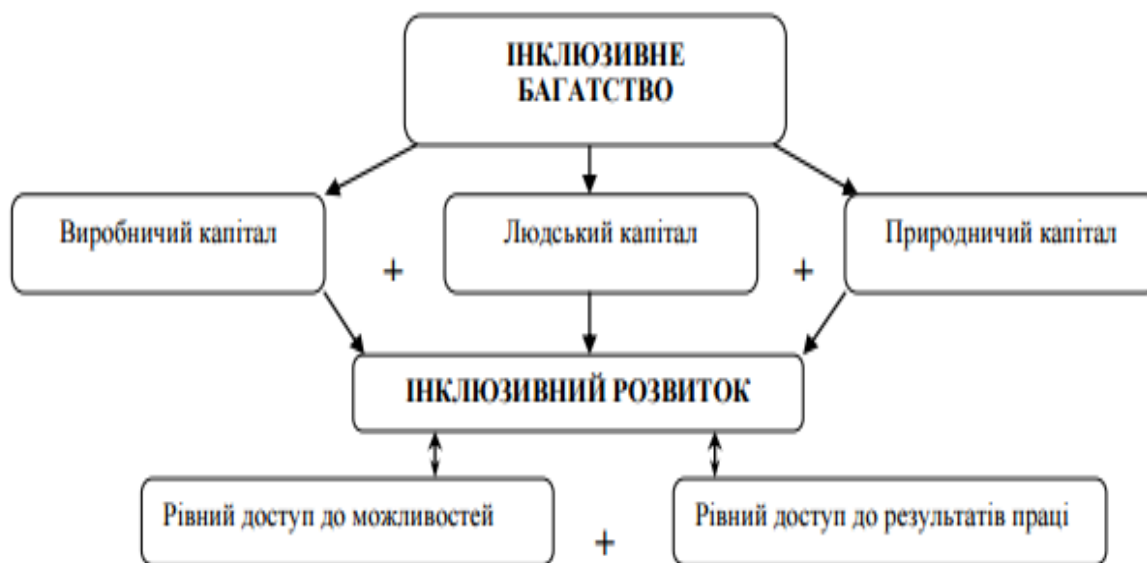 ІНКЛЮЗИВНЕ
БАГАТСТВО
Виробничий капітал
+
Людський капітал
+
Природничий капітал
ІНКЛЮЗИВНИЙ РОЗВИТОК
Рівний доступ до можливостей
+
Рівний доступ до результатів праці